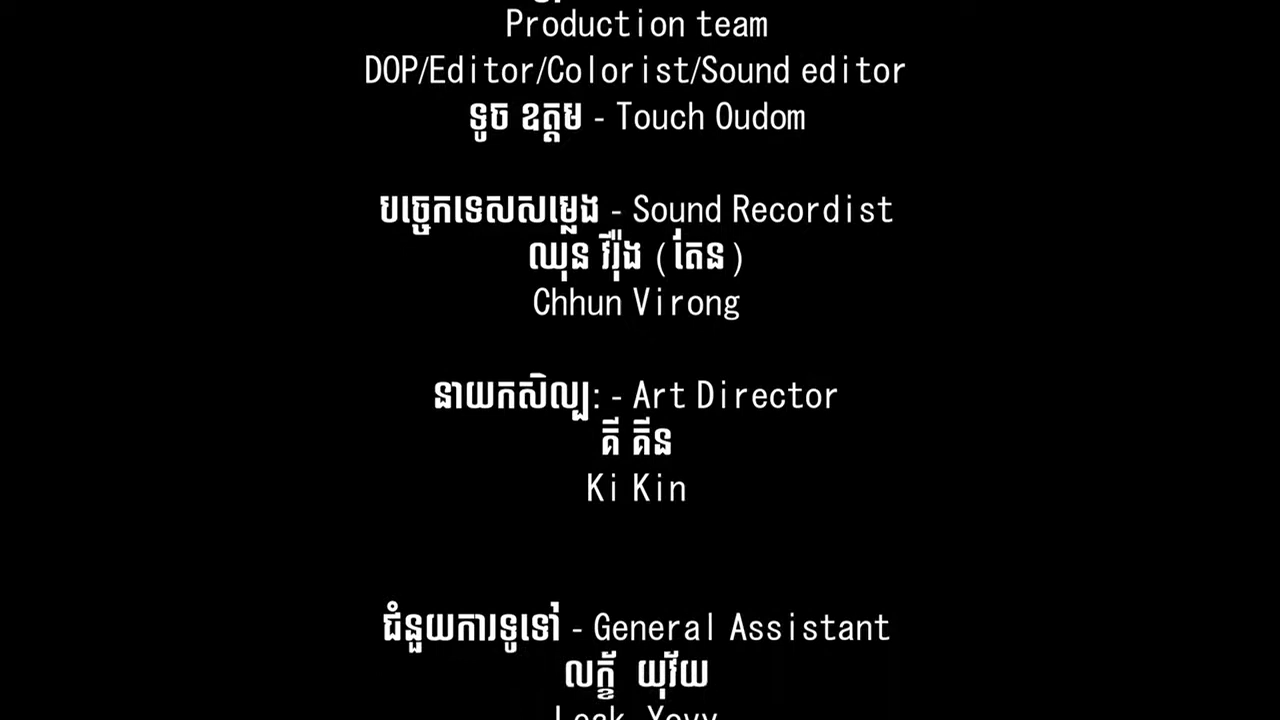 Production team
DOP/Editor/Colorist/Sound editor
ទូច ឧត្តម - Touch Oudom
បច្ចេកទេសសម្លេង - Sound Recordist
ឈុន វីរ៉ុង (តែន)
Chhun Virong
នាយកសិល្ប: - Art Director
គី គីន
Ki Kin
ជំនួយការទូទៅ - General Assistant
យុវ័យ